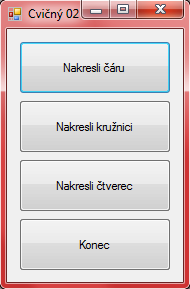 Cvičný 02
Nakresli čáru
Nakresli kružnici
Nakresli čtverec
Konec